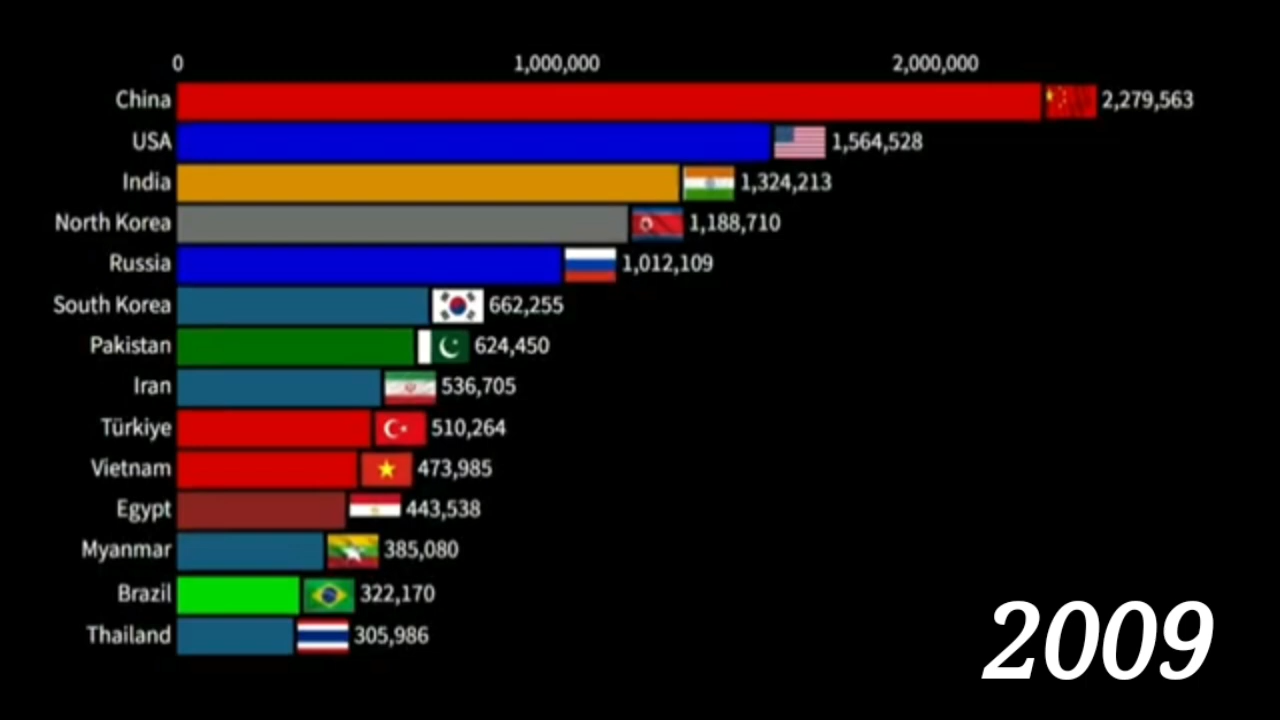 0 1,000,000 2,000,000
China 2,279,563
USA 1,564,528
India 1,324,213
North Korea 1,188,710
Russia 1,012,109
South Korea 662,255
Pakistan 624,450
Iran 536,705
Türkiye 510,264
Vietnam 473,985
Egypt 443,538
Myanmar 385,080
Brazil 322,170
Thailand 305,986
2009